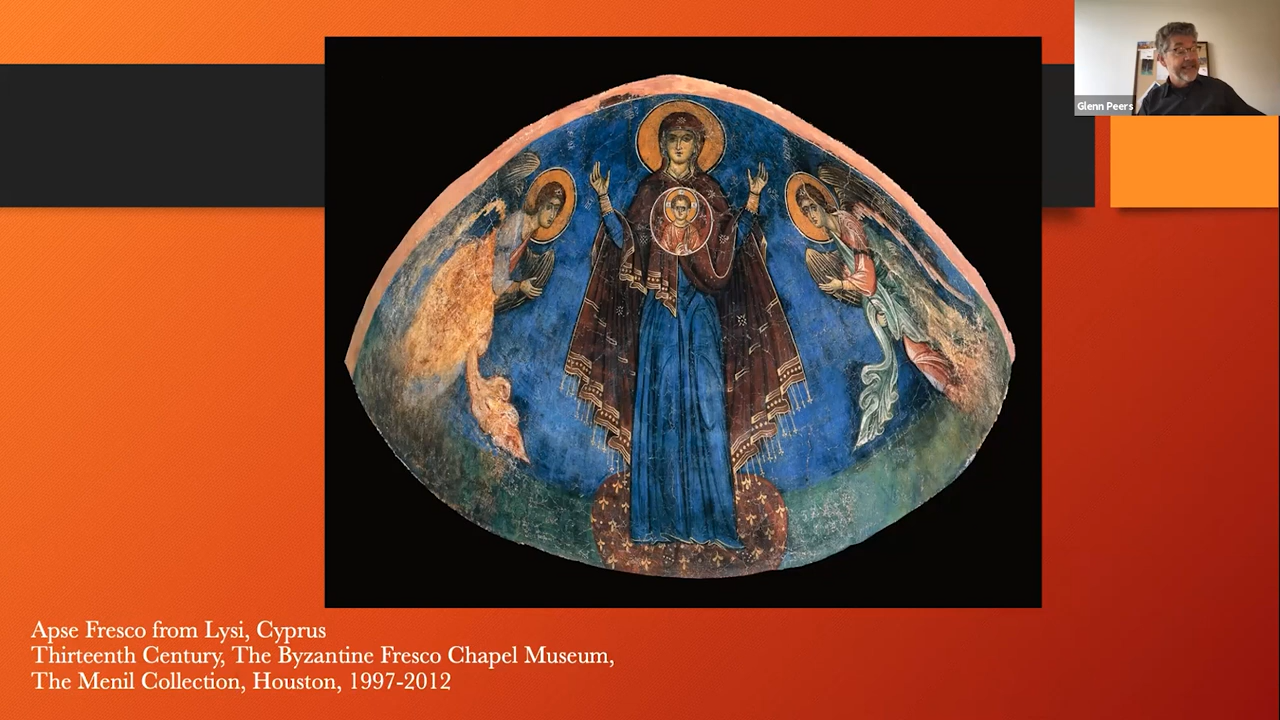 Glenn Peers
Apse Fresco from Lysi, Cyprus
Thirteenth Century, The Byzantine Fresco Chapel Museum,
The Menil Collection, Houston, 1997-2012